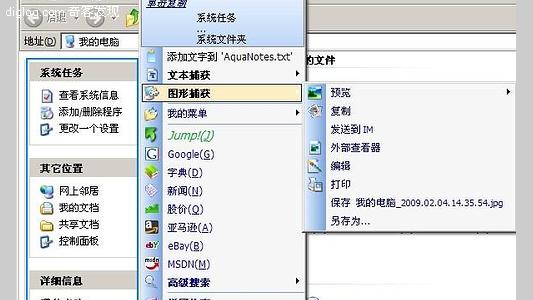 diglog.com 奇客发现
后退
单击复制
系统任务
...
系统文件夹
地址(D)
我的电脑
添加文字到 'AquaNotes.txt'
文本捕获
图形捕获
我的菜单
Jump!(J)
Google(G)
字典(D)
新闻(N)
股价(Q)
亚马逊(A)
eBay(B)
MSDN(M)
高级搜索
系统任务
查看系统信息
添加/删除程序
更改一个设置
其它位置
网上邻居
我的文档
共享文档
控制面板
详细信息
的文件
预览
复制
发送到 IM
外部查看器
编辑
打印
保存 我的电脑_2009.02.04.14.35.54.jpg
另存为...